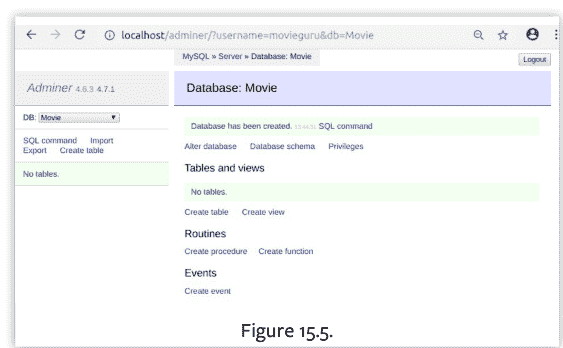 localhost/adminer/?username=movieguru&db=Movie
MySQL » Server » Database: Movie
Logout
Adminer 4.6.3 4.7.1
Database: Movie
DB: Movie
SQL command Import
Export Create table
No tables.
Database has been created. SQL command
Alter database Database schema Privileges
Tables and views
No tables.
Create table Create view
Routines
Create procedure Create function
Events
Create event
Figure 15.5.